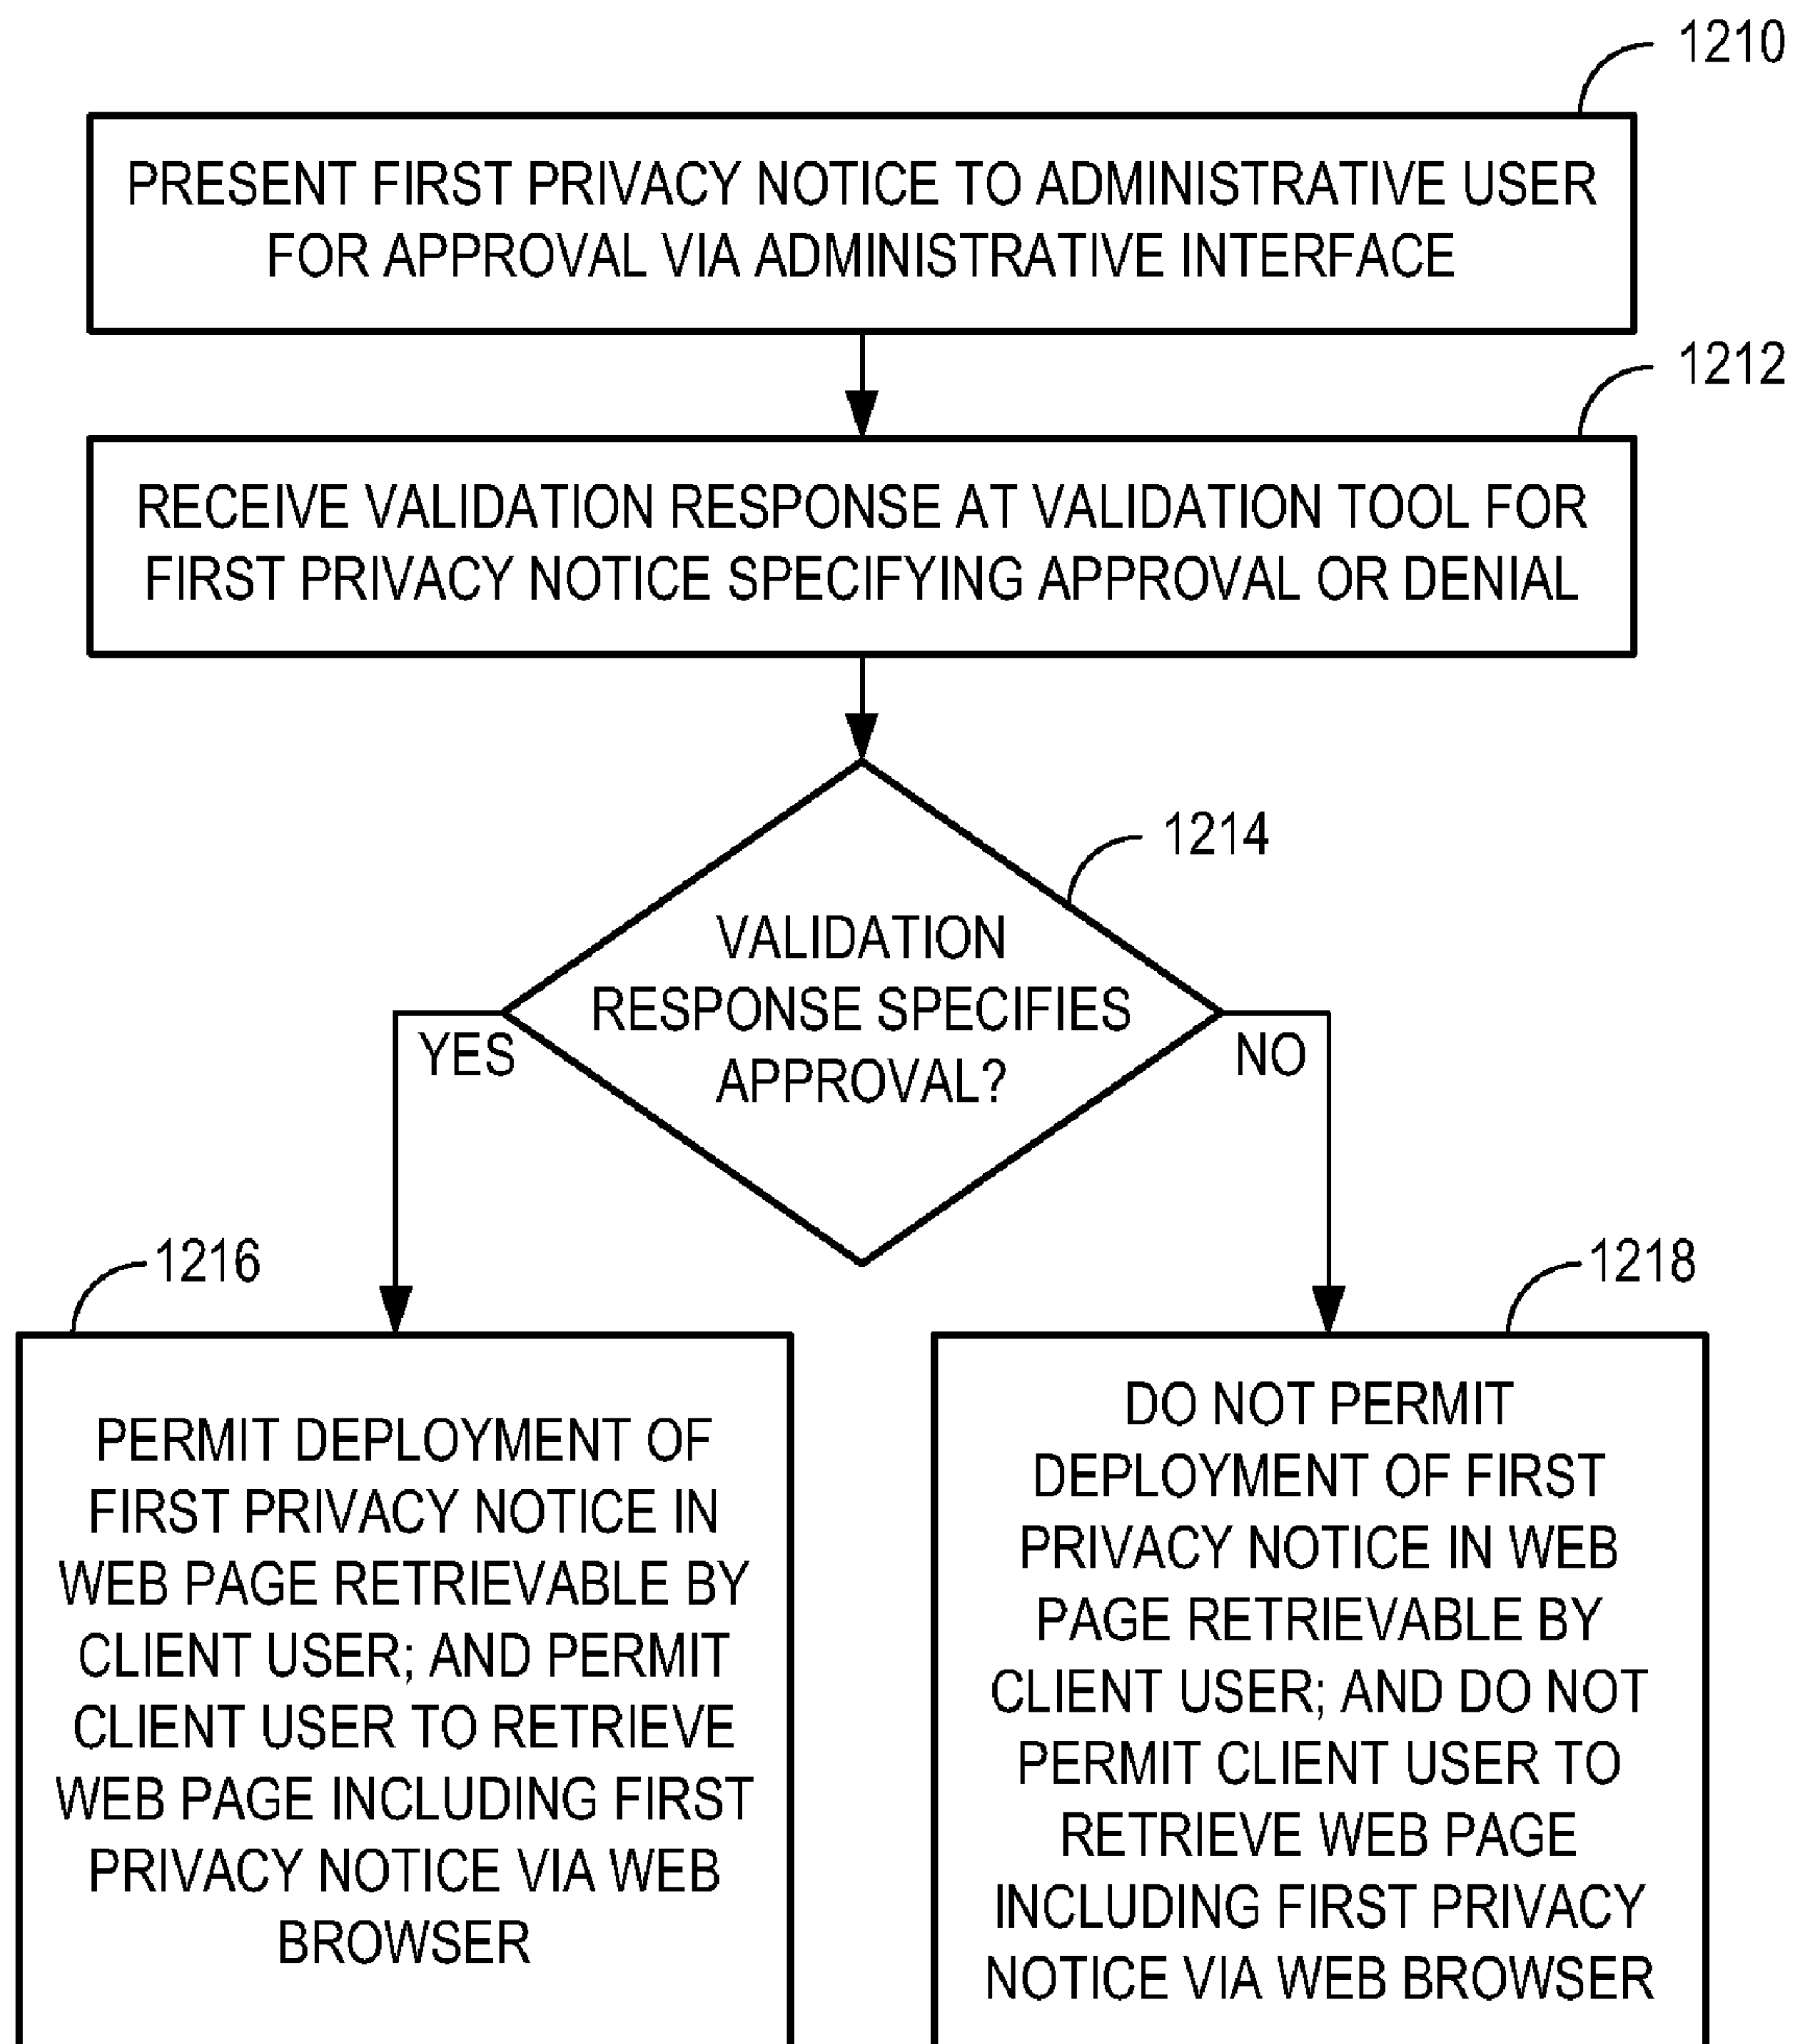 1210
PRESENT FIRST PRIVACY NOTICE TO ADMINISTRATIVE USER
FOR APPROVAL VIA ADMINISTRATIVE INTERFACE
1212
RECEIVE VALIDATION RESPONSE AT VALIDATION TOOL FOR
FIRST PRIVACY NOTICE SPECIFYING APPROVAL OR DENIAL
1214
VALIDATION
RESPONSE SPECIFIES
APPROVAL?
YES
NO
1216
PERMIT DEPLOYMENT OF
FIRST PRIVACY NOTICE IN
WEB PAGE RETRIEVABLE BY
CLIENT USER; AND PERMIT
CLIENT USER TO RETRIEVE
WEB PAGE INCLUDING FIRST
PRIVACY NOTICE VIA WEB
BROWSER
1218
DO NOT PERMIT
DEPLOYMENT OF FIRST
PRIVACY NOTICE IN WEB
PAGE RETRIEVABLE BY
CLIENT USER; AND DO NOT
PERMIT CLIENT USER TO
RETRIEVE WEB PAGE
INCLUDING FIRST PRIVACY
NOTICE VIA WEB BROWSER